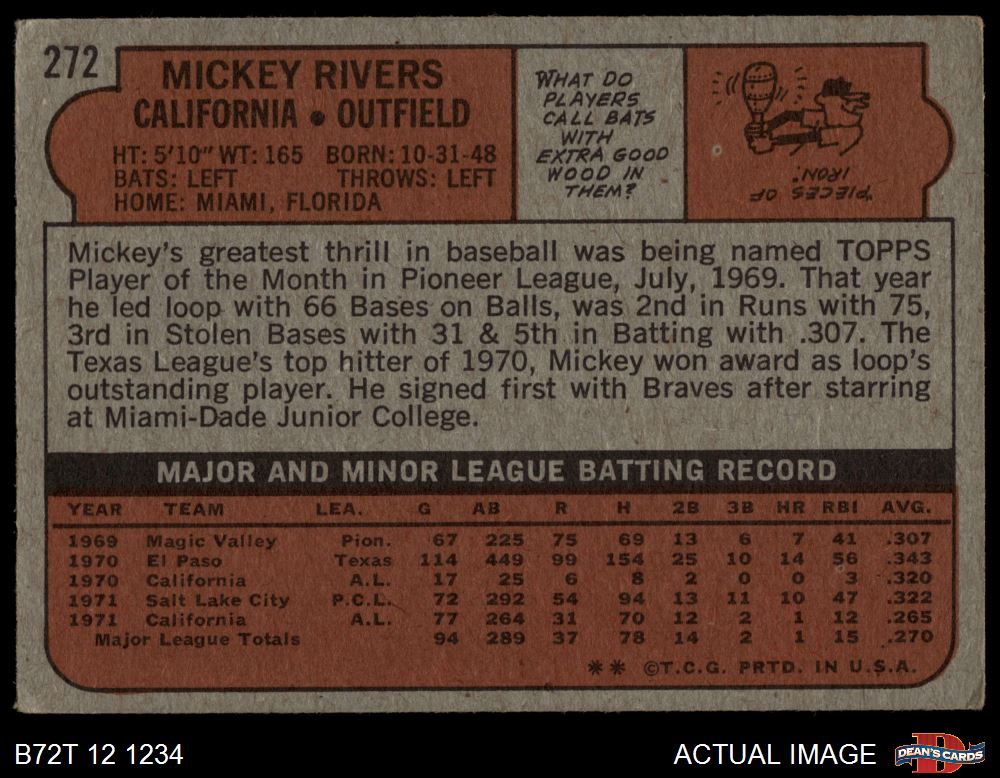 272
MICKEY RIVERS
CALIFORNIA • OUTFIELD
HT: 5'10" WT: 165 BORN: 10-31-48
BATS: LEFT THROWS: LEFT
HOME: MIAMI, FLORIDA
WHAT DO
PLAYERS
CALL BATS
WITH
EXTRA GOOD
WOOD IN
THEM?
"PIECES OF
IRON."
Mickey's greatest thrill in baseball was being named TOPPS
Player of the Month in Pioneer League, July, 1969. That year
he led loop with 66 Bases on Balls, was 2nd in Runs with 75,
3rd in Stolen Bases with 31 & 5th in Batting with .307. The
Texas League's top hitter of 1970, Mickey won award as loop's
outstanding player. He signed first with Braves after starring
at Miami-Dade Junior College.
MAJOR AND MINOR LEAGUE BATTING RECORD
YEAR TEAM LEA. G AB R H 2B 3B HR RBI AVG.
1969 Magic Valley Pion. 67 225 75 69 13 6 7 41 .307
1970 El Paso Texas 114 449 99 154 25 10 14 56 .343
1970 California A.L. 17 25 6 8 2 0 0 3 .320
1971 Salt Lake City P.C.L. 72 292 54 94 13 11 10 47 .322
1971 California A.L. 77 264 31 70 12 2 1 12 .265
Major League Totals 94 289 37 78 14 2 1 15 .270
** ©T.C.G. PRTD. IN U.S.A.
B72T 12 1234
ACTUAL IMAGE
DEAN'S CARDS